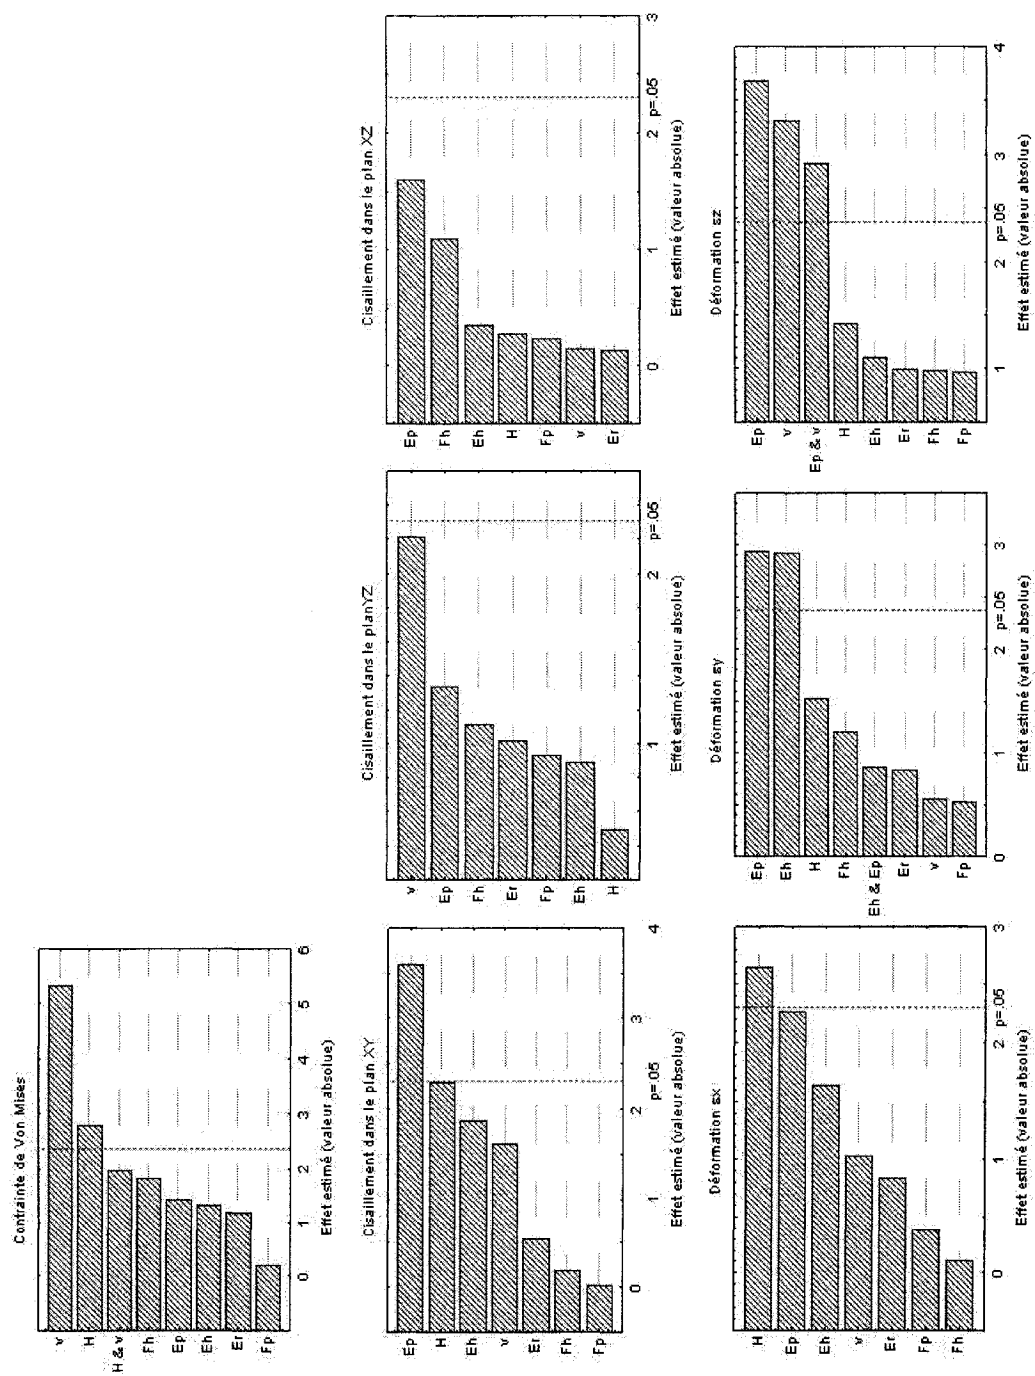 Contrainte de Von Mises
v
H
H & v
Fh
Ep
Eh
Er
Fp
0 1 2 3 4 5 6
Effet estimé (valeur absolue)
Cisaillement dans le plan XY
Ep
H
Eh
v
Er
Fh
Fp
0 1 2 p=.05 3 4
Effet estimé (valeur absolue)
Cisaillement dans le planYZ
v
Ep
Fh
Er
Fp
Eh
H
1 2 p=.05
Effet estimé (valeur absolue)
Cisaillement dans le plan XZ
Ep
Fh
Eh
H
Fp
v
Er
0 1 2 p=.05 3
Effet estimé (valeur absolue)
Déformation εx
H
Ep
Eh
v
Er
Fp
Fh
0 1 2 p=.05 3
Effet estimé (valeur absolue)
Déformation εy
Ep
Eh
H
Fh
Eh & Ep
Er
v
Fp
0 1 2 p=.05 3
Effet estimé (valeur absolue)
Déformation εz
Ep
v
Ep & v
H
Eh
Er
Fh
Fp
1 2 p=.05 3 4
Effet estimé (valeur absolue)